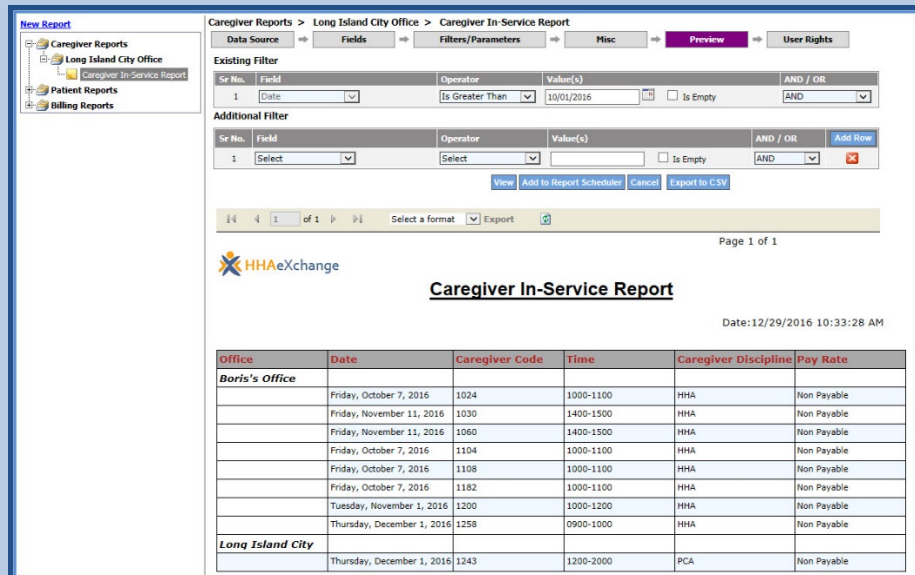 New Report
Caregiver Reports
Long Island City Office
Caregiver In-Service Report
Patient Reports
Billing Reports
Caregiver Reports > Long Island City Office > Caregiver In-Service Report
Data Source Fields Filters/Parameters Misc Preview User Rights
Existing Filter
Sr No. Field Operator Value(s) AND / OR
1 Date Is Greater Than 10/01/2016 Is Empty AND
Additional Filter
Sr No. Field Operator Value(s) AND / OR Add Row
1 Select Select Is Empty AND
View Add to Report Scheduler Cancel Export to CSV
1 of 1 Select a format Export
Page 1 of 1
HHAeXchange
Caregiver In-Service Report
Date:12/29/2016 10:33:28 AM
Office Date Caregiver Code Time Caregiver Discipline Pay Rate
Boris's Office
Friday, October 7, 2016 1024 1000-1100 HHA Non Payable
Friday, November 11, 2016 1030 1400-1500 HHA Non Payable
Friday, November 11, 2016 1060 1400-1500 HHA Non Payable
Friday, October 7, 2016 1104 1000-1100 HHA Non Payable
Friday, October 7, 2016 1108 1000-1100 HHA Non Payable
Friday, October 7, 2016 1182 1000-1100 HHA Non Payable
Tuesday, November 1, 2016 1200 1000-1200 HHA Non Payable
Thursday, December 1, 2016 1258 0900-1000 HHA Non Payable
Long Island City
Thursday, December 1, 2016 1243 1200-2000 PCA Non Payable